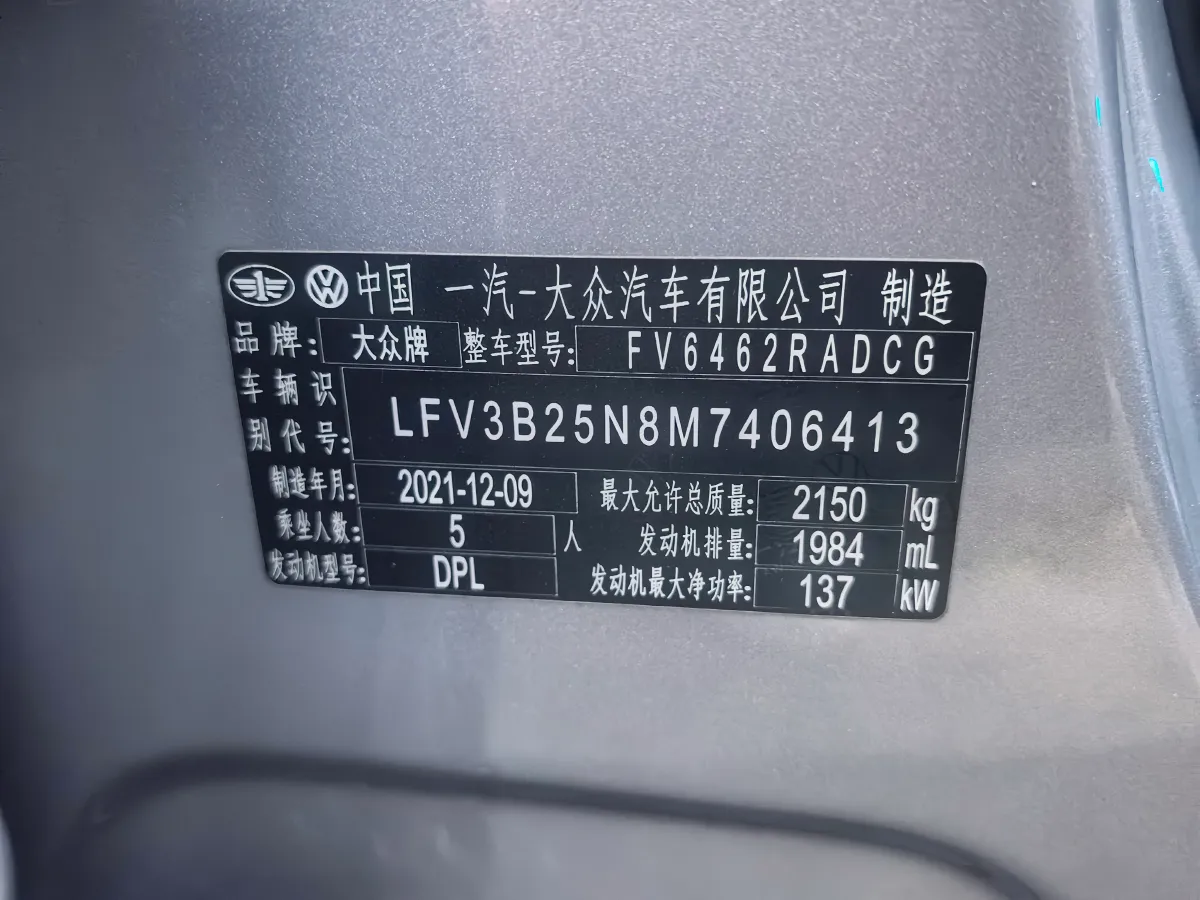 中国 一汽-大众汽车有限公司 制造
品牌: 大众牌 整车型号: FV6462RADCG
车辆识别代号: LFV3B25N8M7406413
制造年月: 2021-12-09 最大允许总质量: 2150 kg
乘坐人数: 5 人 发动机排量: 1984 mL
发动机型号: DPL 发动机最大净功率: 137 kW